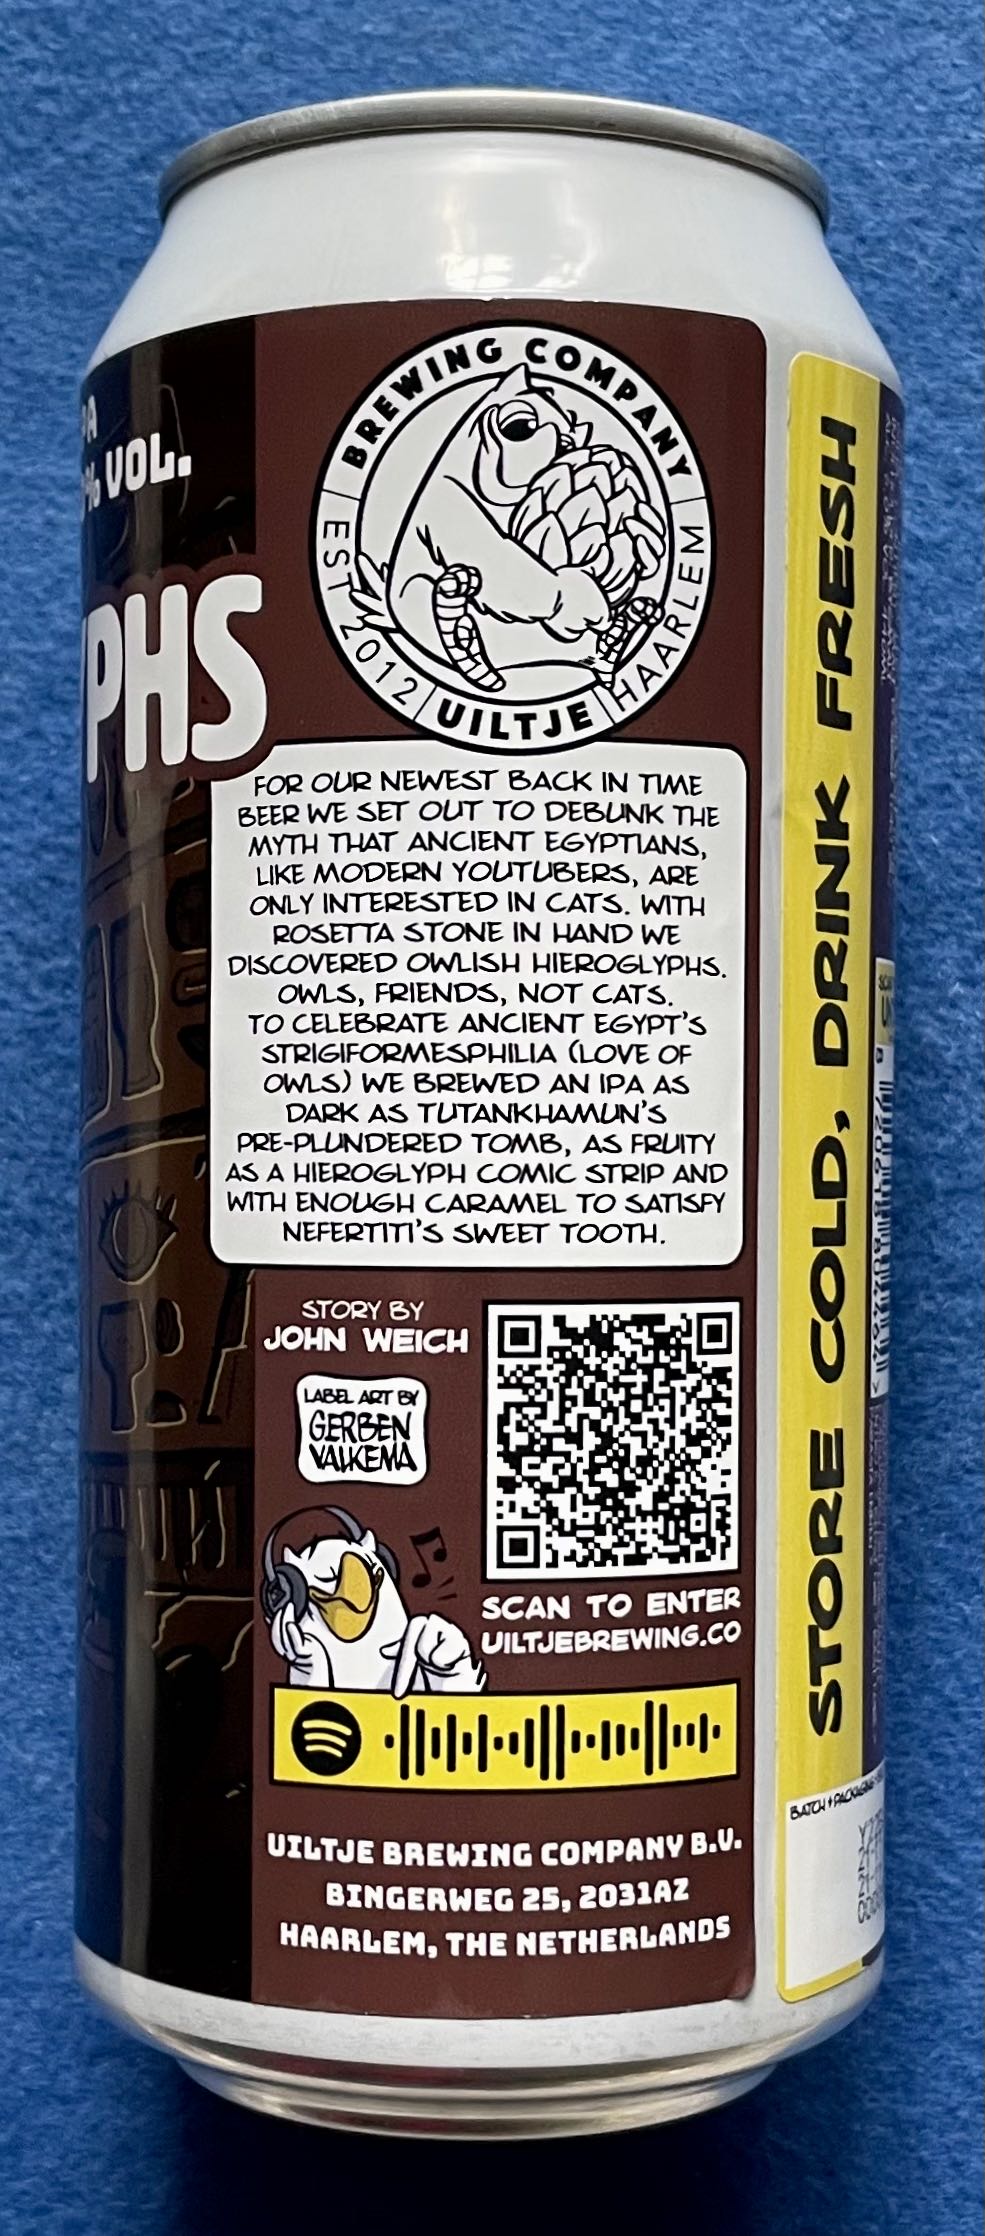 % VOL.
PHS
BREWING COMPANY
EST 2012
HAARLEM
UILTJE
FOR OUR NEWEST BACK IN TIME
BEER WE SET OUT TO DEBUNK THE
MYTH THAT ANCIENT EGYPTIANS,
LIKE MODERN YOUTUBERS, ARE
ONLY INTERESTED IN CATS. WITH
ROSETTA STONE IN HAND WE
DISCOVERED OWLISH HIEROGLYPHS.
OWLS, FRIENDS, NOT CATS.
TO CELEBRATE ANCIENT EGYPT'S
STRIGIFORMESPHILIA (LOVE OF
OWLS) WE BREWED AN IPA AS
DARK AS TUTANKHAMUN'S
PRE-PLUNDERED TOMB, AS FRUITY
AS A HIEROGLYPH COMIC STRIP AND
WITH ENOUGH CARAMEL TO SATISFY
NEFERTITI'S SWEET TOOTH.
STORY BY
JOHN WEICH
LABEL ART BY
GERBEN
VALKEMA
SCAN TO ENTER
UILTJEBREWING.CO
UILTJE BREWING COMPANY B.V.
BINGERWEG 25, 2031AZ
HAARLEM, THE NETHERLANDS
STORE COLD, DRINK FRESH
BATCH + PACKAGING